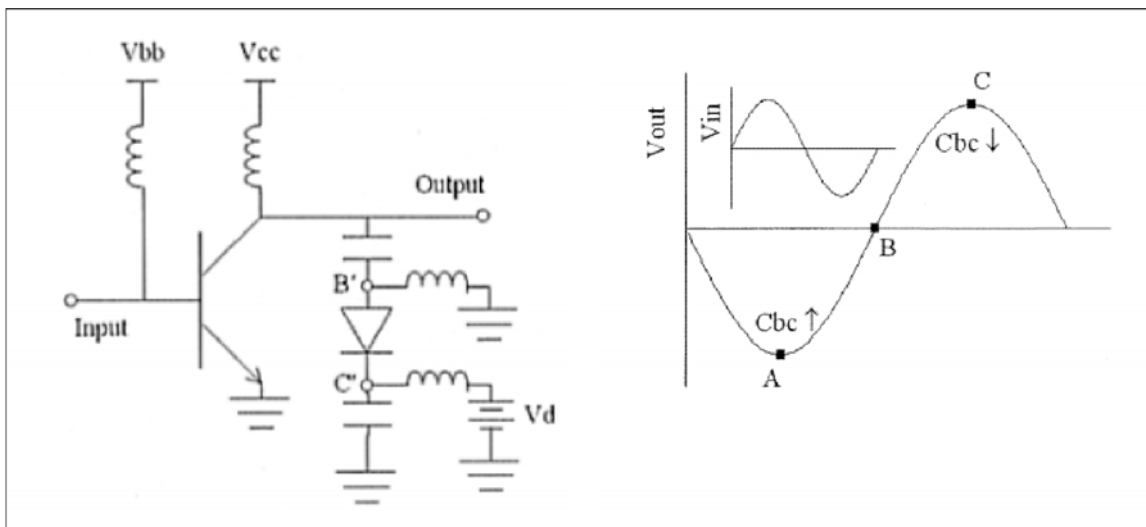 Vbb
Vcc
Output
Input
B'
C"
Vd
Vout
Vin
C
Cbc ↓
B
Cbc ↑
A